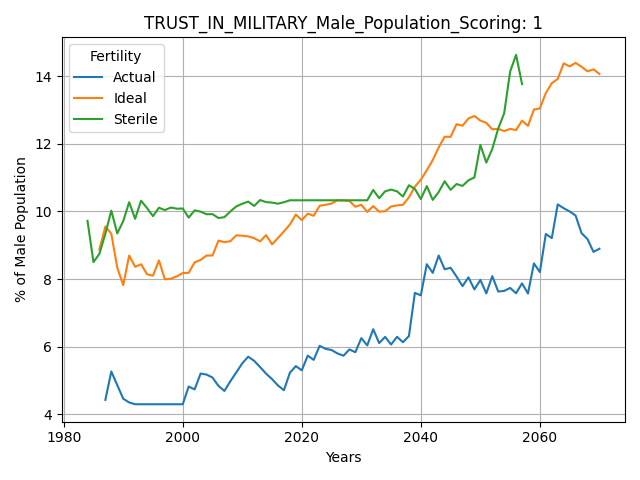 TRUST_IN_MILITARY_Male_Population_Scoring: 1
Fertility
Actual
Ideal
Sterile
% of Male Population
14
12
10
8
6
4
1980
2000
2020
2040
2060
Years